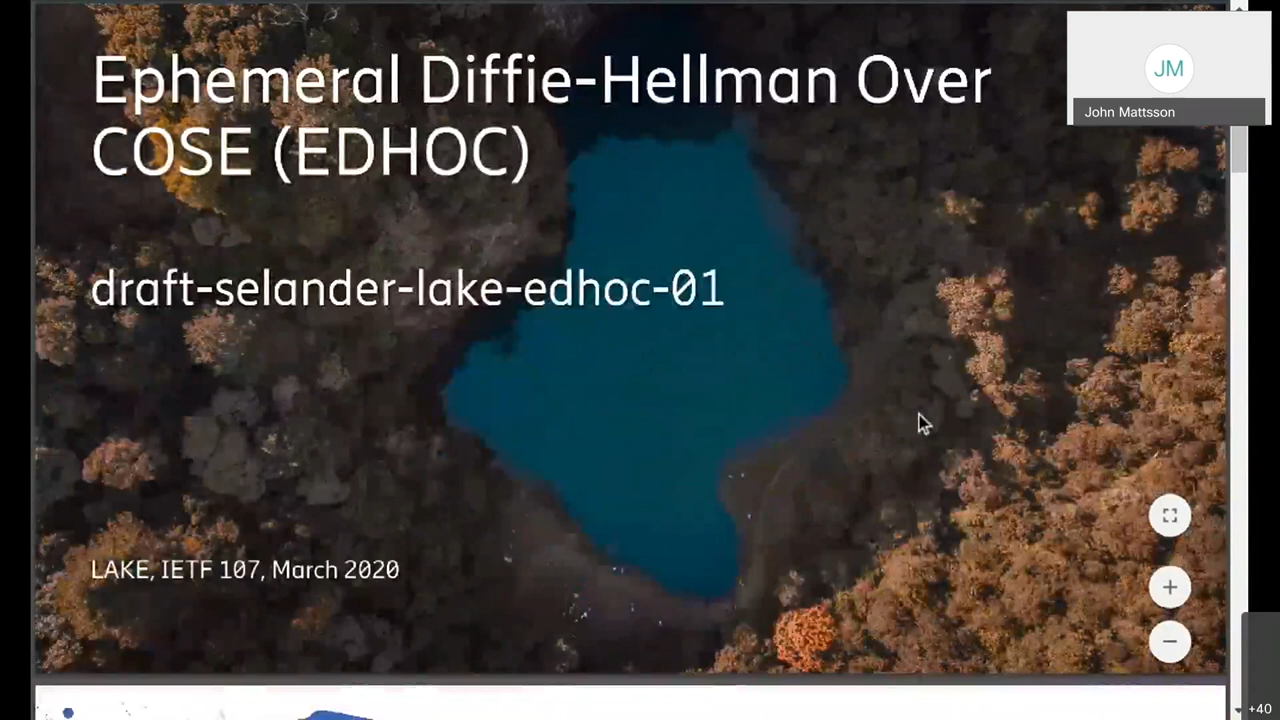 Ephemeral Diffie-Hellman Over
COSE (EDHOC)
draft-selander-lake-edhoc-01
LAKE, IETF 107, March 2020
JM
John Mattsson
+40